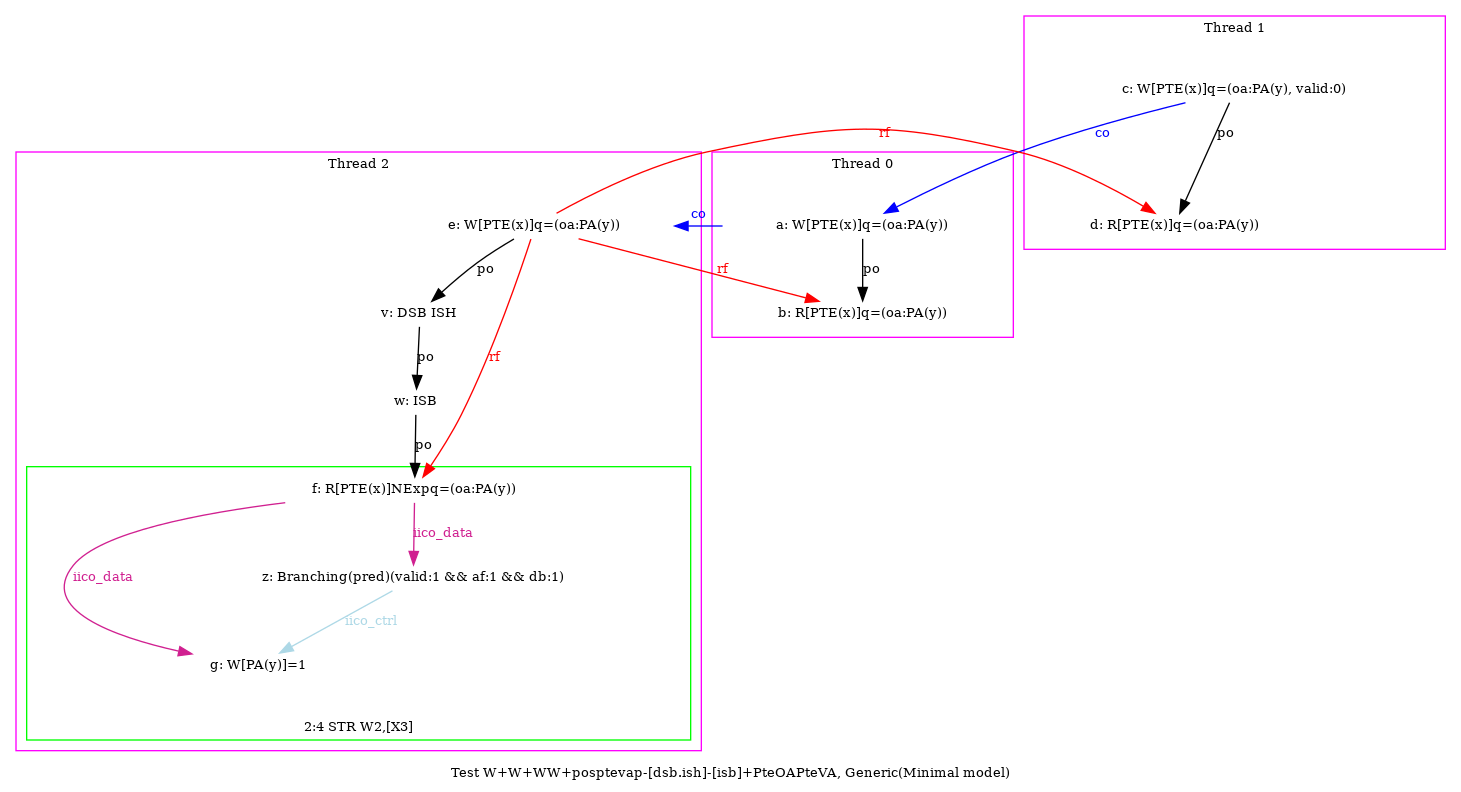 Thread 1
c: W[PTE(x)]q=(oa:PA(y), valid:0)
rf
co
po
Thread 2
Thread 0
co
e: W[PTE(x)]q=(oa:PA(y))
a: W[PTE(x)]q=(oa:PA(y))
d: R[PTE(x)]q=(oa:PA(y))
po
rf
po
v: DSB ISH
b: R[PTE(x)]q=(oa:PA(y))
po
rf
w: ISB
po
f: R[PTE(x)]NExpq=(oa:PA(y))
iico_data
iico_data
z: Branching(pred)(valid:1 && af:1 && db:1)
iico_ctrl
g: W[PA(y)]=1
2:4 STR W2,[X3]
Test W+W+WW+posptevap-[dsb.ish]-[isb]+PteOAPteVA, Generic(Minimal model)